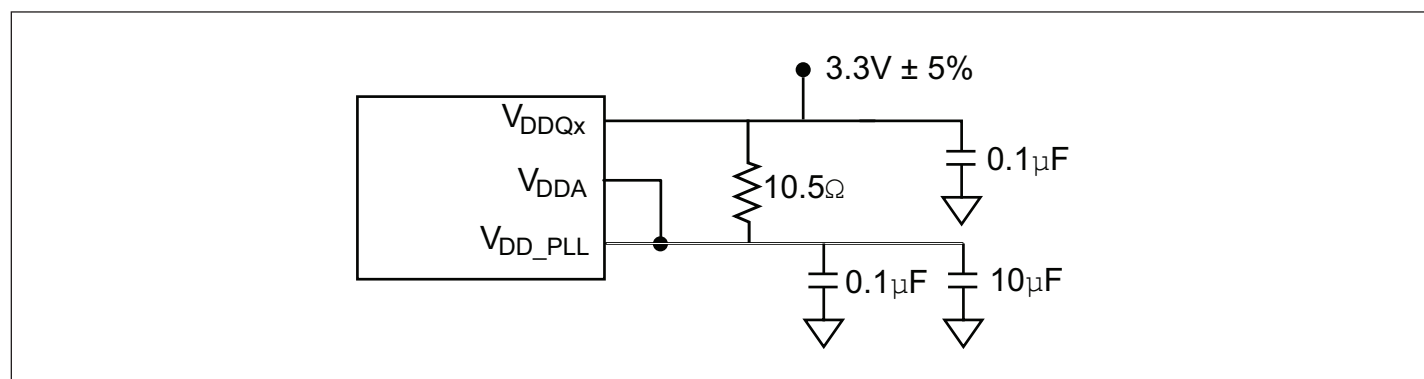 3.3V ± 5%
VDDQx
0.1μF
VDDA
10.5Ω
VDD_PLL
0.1μF
10μF